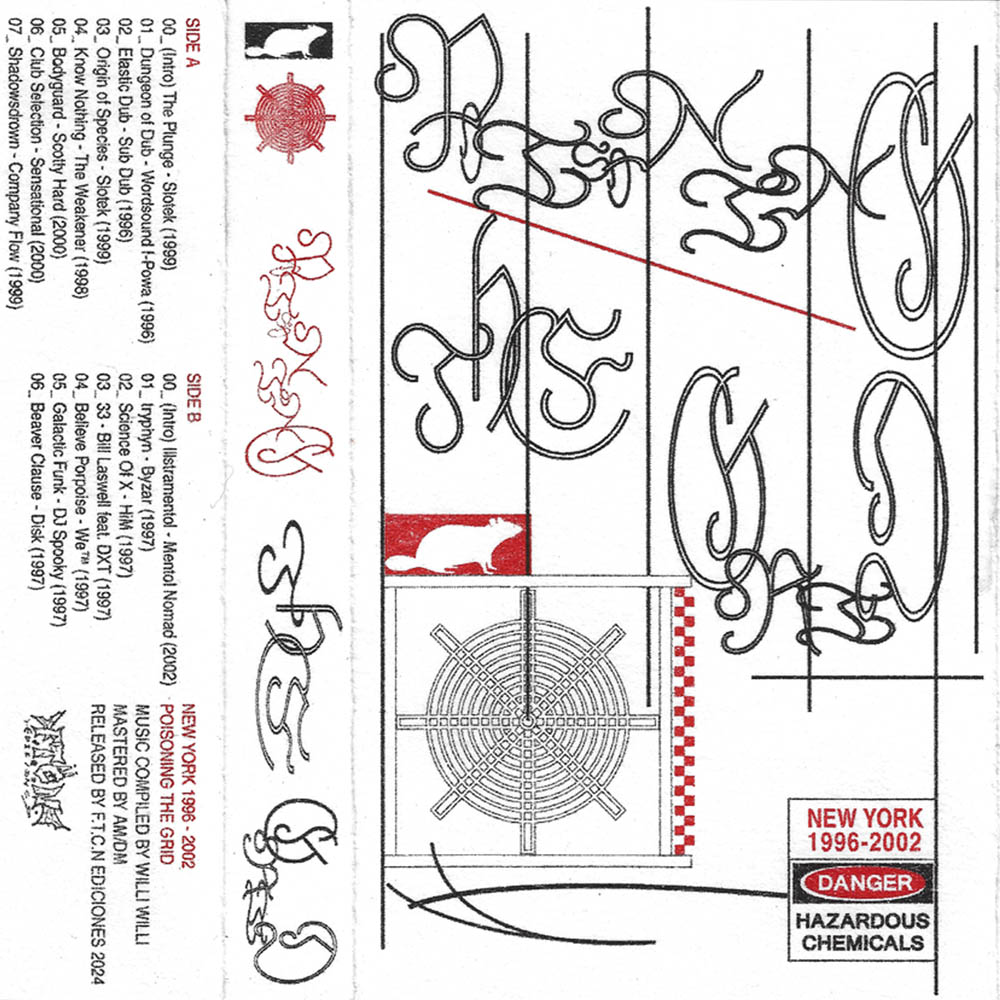 SIDE A
00_ (Intro) The Plunge - Slotek (1999)
01_ Dungeon of Dub - Wordsound I-Powa (1996)
02_ Elastic Dub - Sub Dub (1996)
03_ Origin of Species - Slotek (1999)
04_ Know Nothing - The Weakener (1998)
05_ Bodyguard - Scotty Hard (2000)
06_ Club Selection - Sensational (2000)
07_ Shadowsdrown - Company Flow (1999)
SIDE B
00_ (Intro) Illstramentol - Mentol Nomad (2002)
01_ Iryphyn - Byzar (1997)
02_ Science Of X - HiM (1997)
03_ 33 - Bill Laswell feat. DXT (1997)
04_ Believe Porpoise - We™ (1997)
05_ Galactic Funk - DJ Spooky (1997)
06_ Beaver Clause - Disk (1997)
NEW YORK 1996 - 2002
POISONING THE GRID
MUSIC COMPILED BY WILLI WILLI
MASTERED BY AM/DM
RELEASED BY F.T.C.N EDICIONES 2024
NEW YORK
1996-2002
DANGER
HAZARDOUS
CHEMICALS